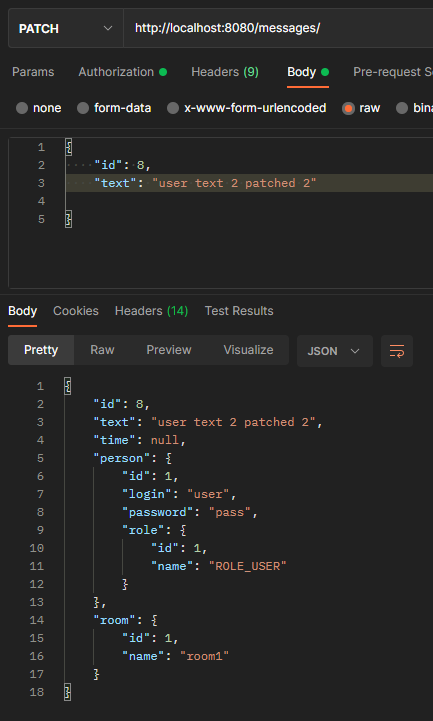 PATCH http://localhost:8080/messages/
Params Authorization Headers (9) Body Pre-request S
none form-data x-www-form-urlencoded raw bina
1 {
2 "id": 8,
3 "text": "user text 2 patched 2"
4
5 }
Body Cookies Headers (14) Test Results
Pretty Raw Preview Visualize JSON
1 {
2 "id": 8,
3 "text": "user text 2 patched 2",
4 "time": null,
5 "person": {
6 "id": 1,
7 "login": "user",
8 "password": "pass",
9 "role": {
10 "id": 1,
11 "name": "ROLE_USER"
12 }
13 },
14 "room": {
15 "id": 1,
16 "name": "room1"
17 }
18 }